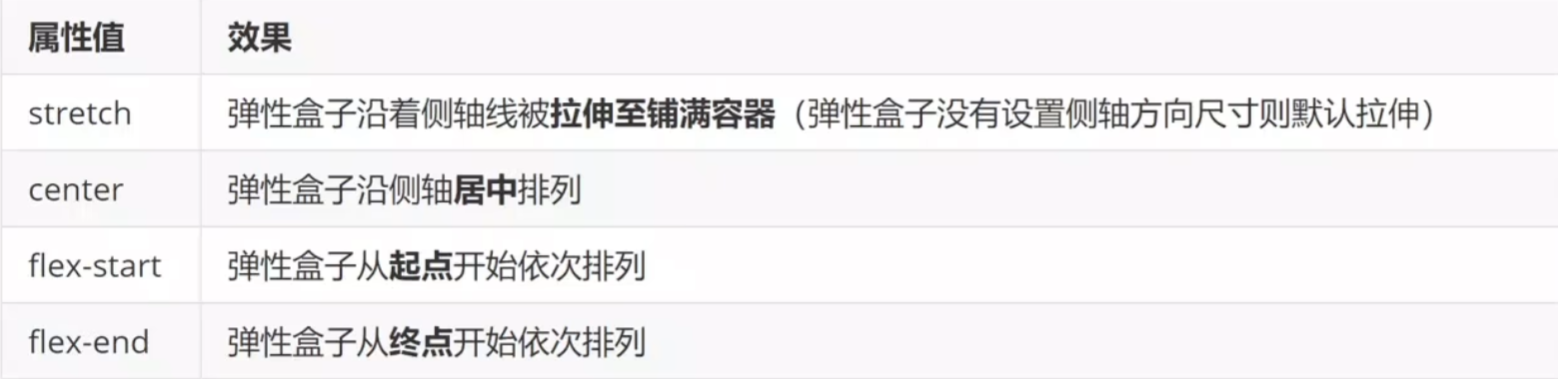 属性值 效果
stretch 弹性盒子沿着侧轴线被拉伸至铺满容器（弹性盒子没有设置侧轴方向尺寸则默认拉伸）
center 弹性盒子沿侧轴居中排列
flex-start 弹性盒子从起点开始依次排列
flex-end 弹性盒子从终点开始依次排列